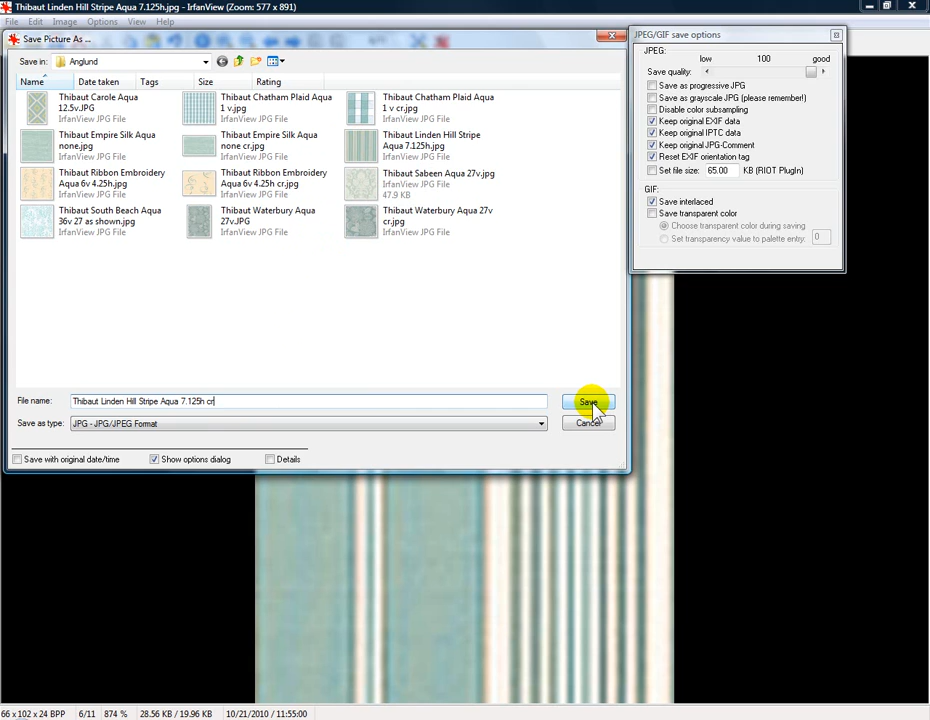 Thibaut Linden Hill Stripe Aqua 7.125h.jpg - IrfanView (Zoom: 577 x 891)
File Edit Image Options View Help
Save Picture As ...
Save in: Anglund
Name Date taken Tags Size Rating
Thibaut Carole Aqua
12.5v.JPG
IrfanView JPG File
Thibaut Chatham Plaid Aqua
1 v.jpg
IrfanView JPG File
Thibaut Chatham Plaid Aqua
1 v cr.jpg
IrfanView JPG File
Thibaut Empire Silk Aqua
none.jpg
IrfanView JPG File
Thibaut Empire Silk Aqua
none cr.jpg
IrfanView JPG File
Thibaut Linden Hill Stripe
Aqua 7.125h.jpg
IrfanView JPG File
Thibaut Ribbon Embroidery
Aqua 6v 4.25h.jpg
IrfanView JPG File
Thibaut Ribbon Embroidery
Aqua 6v 4.25h cr.jpg
IrfanView JPG File
Thibaut Sabeen Aqua 27v.jpg
IrfanView JPG File
47.9 KB
Thibaut South Beach Aqua
36v 27 as shown.jpg
IrfanView JPG File
Thibaut Waterbury Aqua
27v.JPG
IrfanView JPG File
Thibaut Waterbury Aqua 27v
cr.jpg
IrfanView JPG File
File name: Thibaut Linden Hill Stripe Aqua 7.125h cr
Save
Save as type: JPG - JPG/JPEG Format
Cancel
Save with original date/time Show options dialog Details
JPEG/GIF save options
JPEG:
low 100 good
Save quality:
Save as progressive JPG
Save as grayscale JPG (please remember!)
Disable color subsampling
Keep original EXIF data
Keep original IPTC data
Keep original JPG-Comment
Reset EXIF orientation tag
Set file size: 65.00 KB (RIOT PlugIn)
GIF:
Save interlaced
Save transparent color
Choose transparent color during saving
Set transparency value to palette entry: 0
66 x 102 x 24 BPP 6/11 874 % 28.56 KB / 19.96 KB 10/21/2010 / 11:55:00